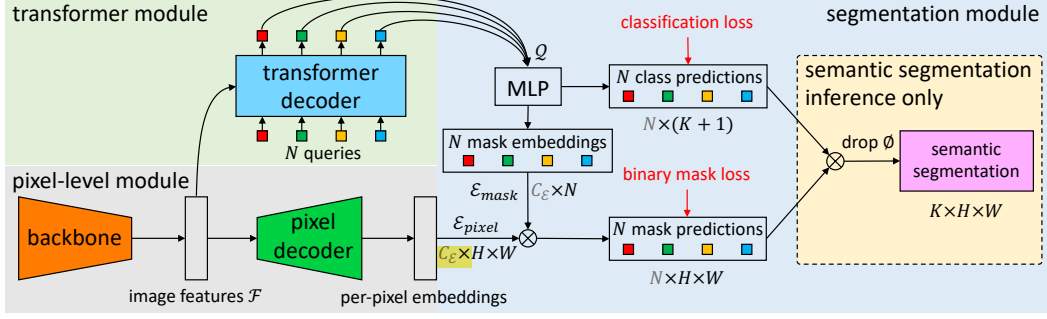 transformer module
segmentation module
classification loss
𝒬
transformer
decoder
MLP
N class predictions
semantic segmentation
inference only
N×(K + 1)
N queries
N mask embeddings
drop ∅
semantic
segmentation
pixel-level module
ℰmask
Cℰ×N
binary mask loss
K×H×W
backbone
pixel
decoder
ℰpixel
N mask predictions
Cℰ×H×W
N×H×W
image features ℱ
per-pixel embeddings